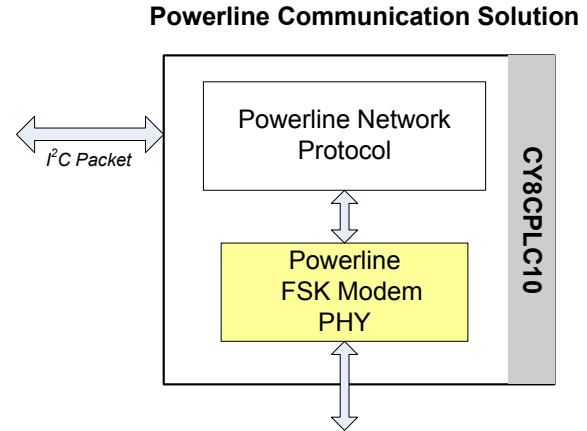 Powerline Communication Solution
Powerline Network
Protocol
I²C Packet
CY8CPLC10
Powerline
FSK Modem
PHY